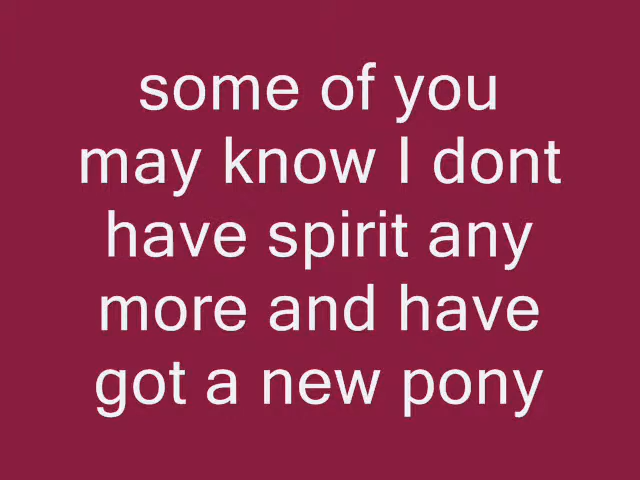 some of you
may know I dont
have spirit any
more and have
got a new pony